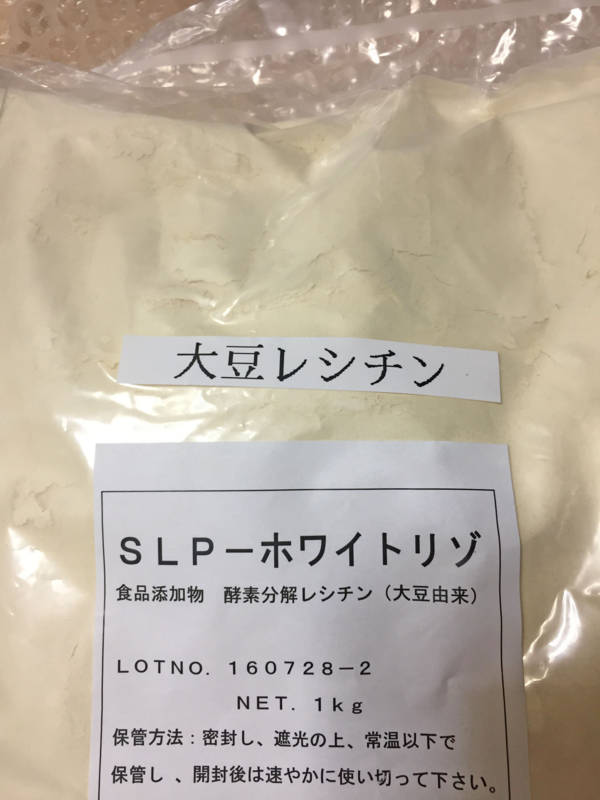 大豆レシチン
ＳＬＰ－ホワイトリゾ
食品添加物　酵素分解レシチン（大豆由来）
ＬＯＴＮＯ．１６０７２８－２
ＮＥＴ．１ｋｇ
保管方法：密封し、遮光の上、常温以下で
保管し 、開封後は速やかに使い切って下さい。